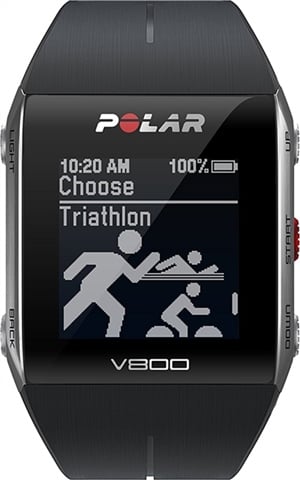 POLAR
LIGHT
UP
10:20 AM 100%
Choose
Triathlon
START
BACK
DOWN
V800